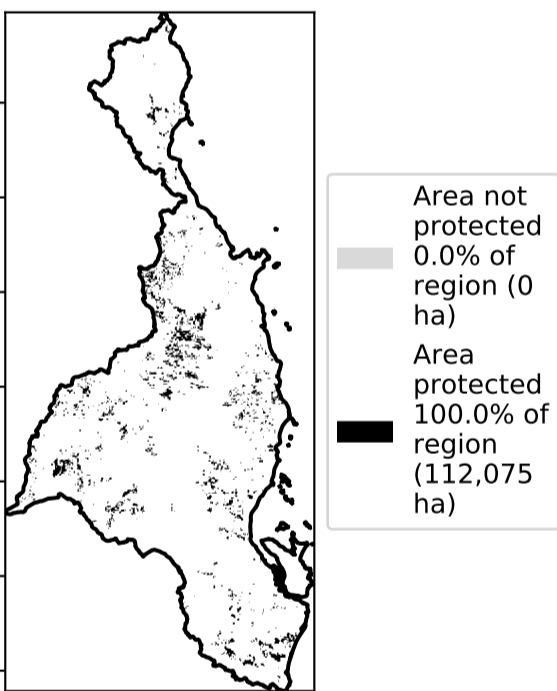 Area not
protected
0.0% of
region (0
ha)
Area
protected
100.0% of
region
(112,075
ha)